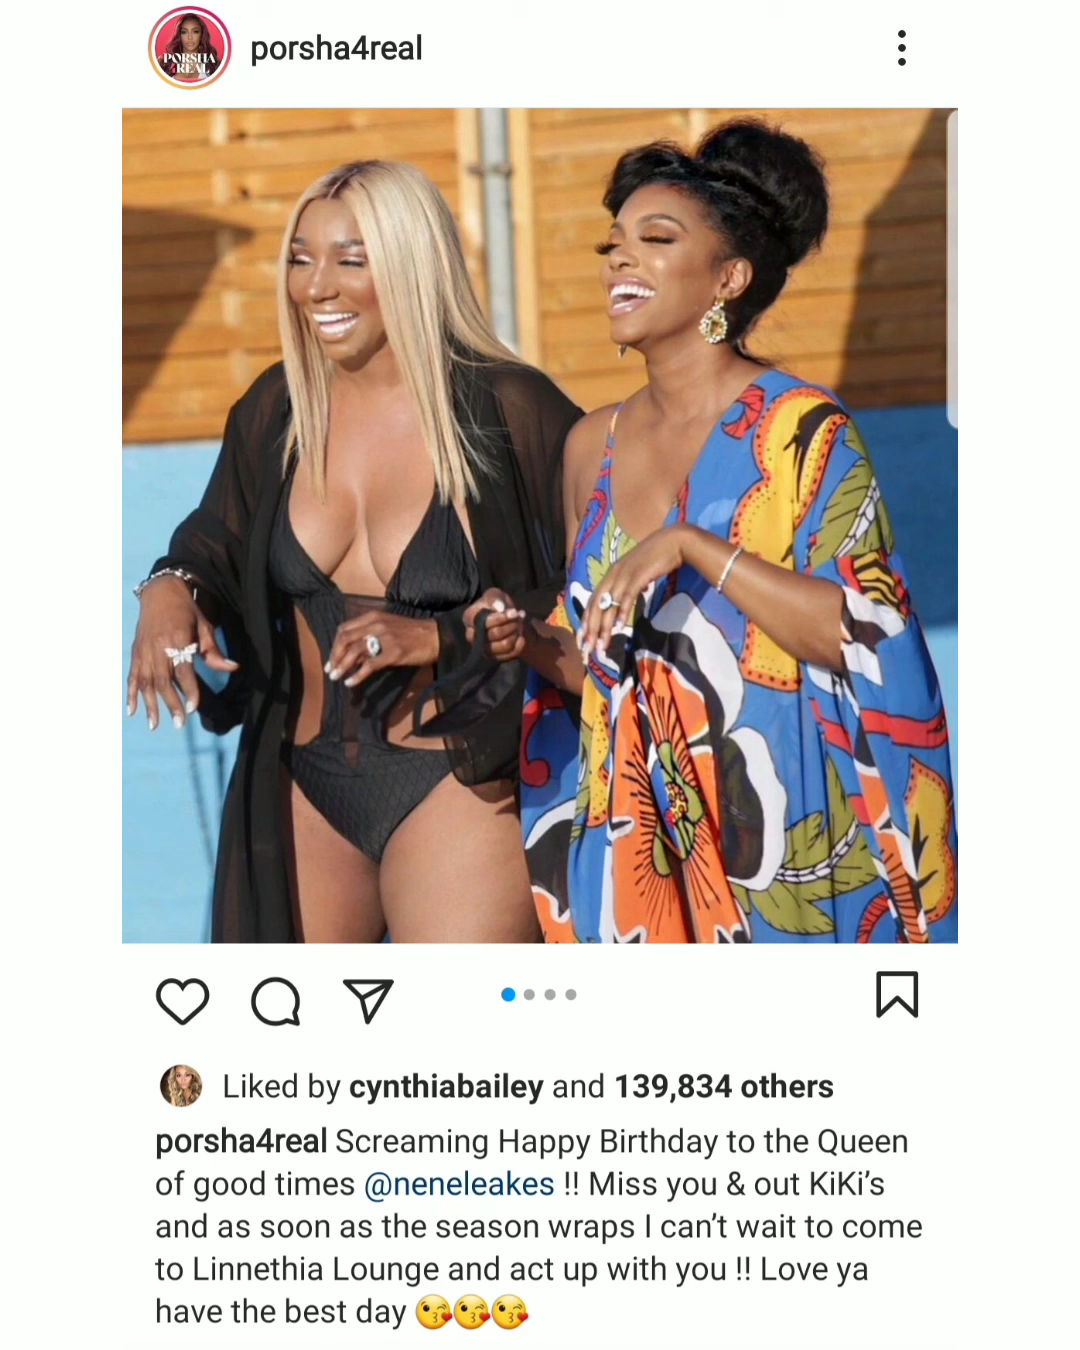 PORSHA
4REAL
porsha4real
Liked by cynthiabailey and 139,834 others
porsha4real Screaming Happy Birthday to the Queen
of good times @neneleakes !! Miss you & out KiKi’s
and as soon as the season wraps I can’t wait to come
to Linnethia Lounge and act up with you !! Love ya
have the best day 😘😘😘